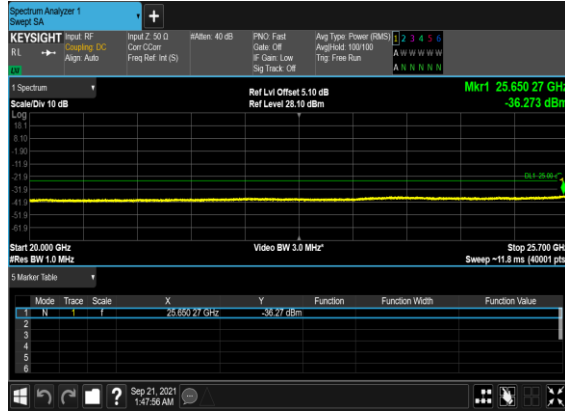 Spectrum Analyzer 1
Swept SA
KEYSIGHT Input: RF Input Z: 50 Ω #Atten: 40 dB PNO: Fast Avg Type: Power (RMS) 1 2 3 4 5 6
RL Coupling: DC Corr CCorr Gate: Off Avg|Hold: 100/100 A W W W W W
Align: Auto Freq Ref: Int (S) IF Gain: Low Trig: Free Run
LW Sig Track: Off A N N N N N
1 Spectrum Ref Lvl Offset 5.10 dB Mkr1 25.650 27 GHz
Scale/Div 10 dB Ref Level 28.10 dBm -36.273 dBm
Log
18.1
8.10
-1.90
-11.9
-21.9
DL1 -25.00
-31.9
-41.9
-51.9
-61.9
Start 20.000 GHz Video BW 3.0 MHz* Stop 25.700 GHz
#Res BW 1.0 MHz Sweep ~11.8 ms (40001 pts
5 Marker Table
Mode Trace Scale X Y Function Function Width Function Value
1 N 1 f 25.650 27 GHz -36.27 dBm
2
3
4
5
6
Sep 21, 2021
1:47:56 AM